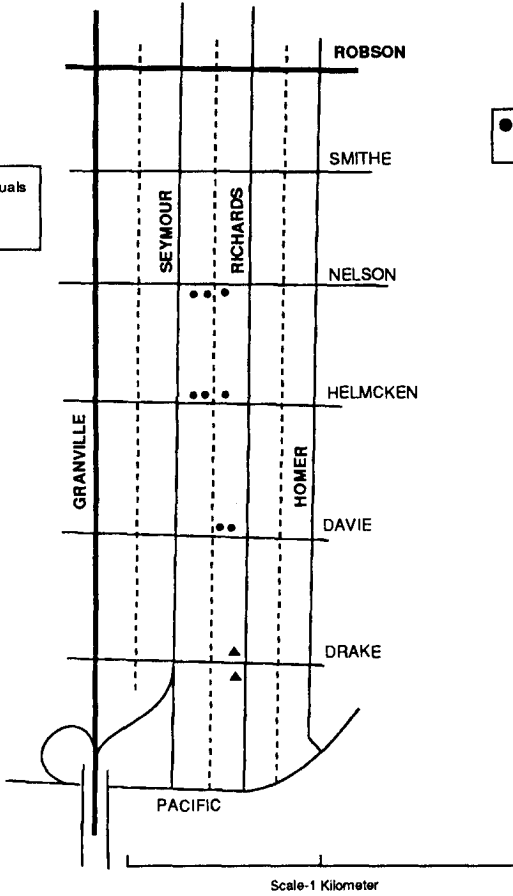 ROBSON
SMITHE
uals
SEYMOUR
RICHARDS
NELSON
HELMCKEN
GRANVILLE
HOMER
DAVIE
DRAKE
PACIFIC
Scale-1 Kilometer